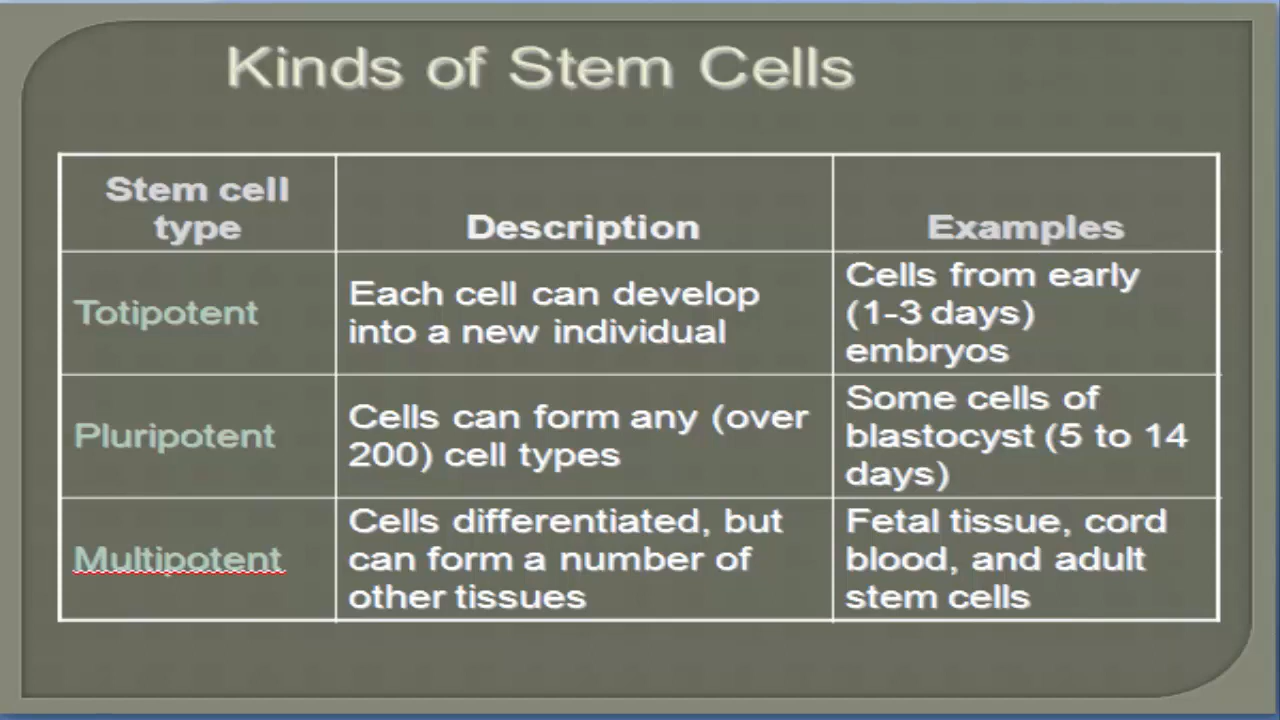 Kinds of Stem Cells
Stem cell
type
Description
Examples
Totipotent
Each cell can develop
into a new individual
Cells from early
(1-3 days)
embryos
Pluripotent
Cells can form any (over
200) cell types
Some cells of
blastocyst (5 to 14
days)
Multipotent
Cells differentiated, but
can form a number of
other tissues
Fetal tissue, cord
blood, and adult
stem cells